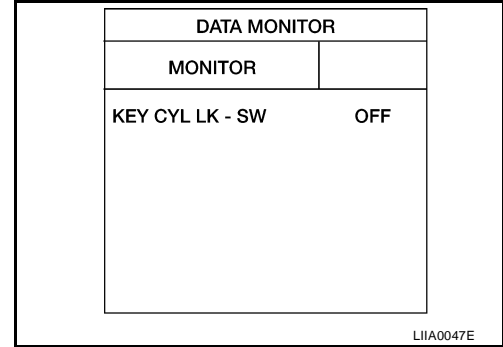 DATA MONITOR
MONITOR
KEY CYL LK - SW OFF
LIIA0047E